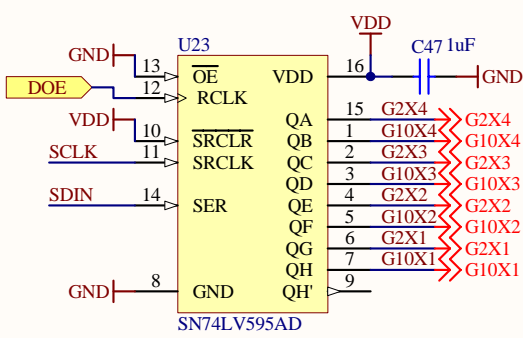 VDD
U23
C47 1uF
GND 13 OE VDD 16 GND
DOE 12 RCLK
QA 15 G2X4 G2X4
VDD 10 SRCLR QB 1 G10X4 G10X4
SCLK 11 SRCLK QC 2 G2X3 G2X3
QD 3 G10X3 G10X3
SDIN 14 SER QE 4 G2X2 G2X2
QF 5 G10X2 G10X2
QG 6 G2X1 G2X1
QH 7 G10X1 G10X1
GND 8 GND QH' 9
SN74LV595AD